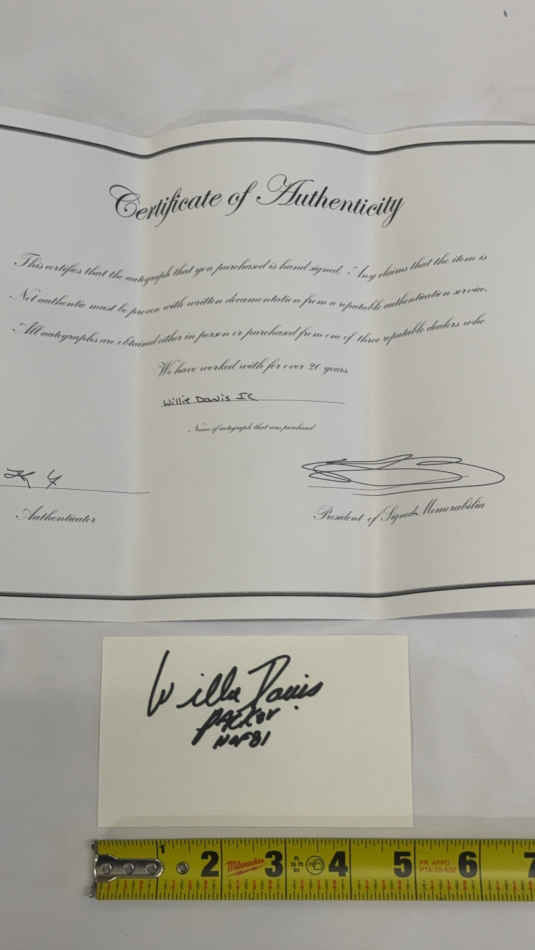 Certificate of Authenticity
This certifies that the autograph that you purchased is hand signed. Any claims that the item is
Not authentic must be proven with written documentation from a reputable authentication service.
All autographs are obtained either in person or purchased from one of three reputable dealers who
We have worked with for over 20 years
Willie Davis IC
Name of autograph that was purchased
Authenticator
President of Signed Memorabilia
Willie Davis
Packer
HOF 81
1 2 Milwaukee 3 4 5 6 7